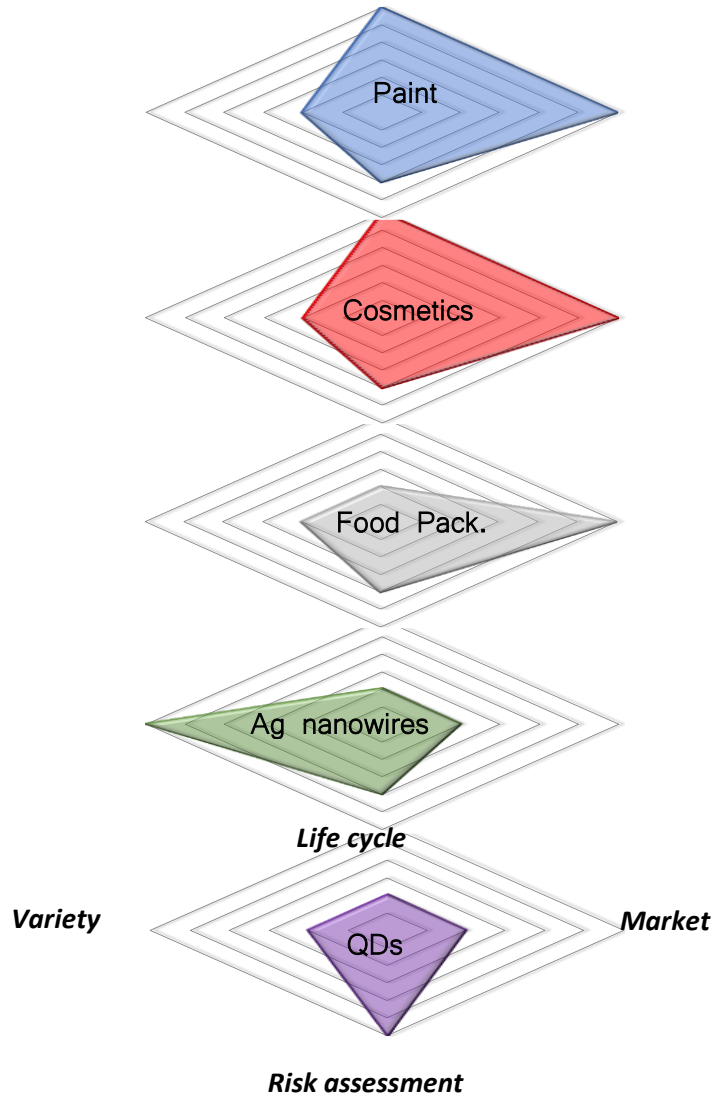 Paint
Cosmetics
Food Pack.
Ag nanowires
Life cycle
Variety
Market
QDs
Risk assessment